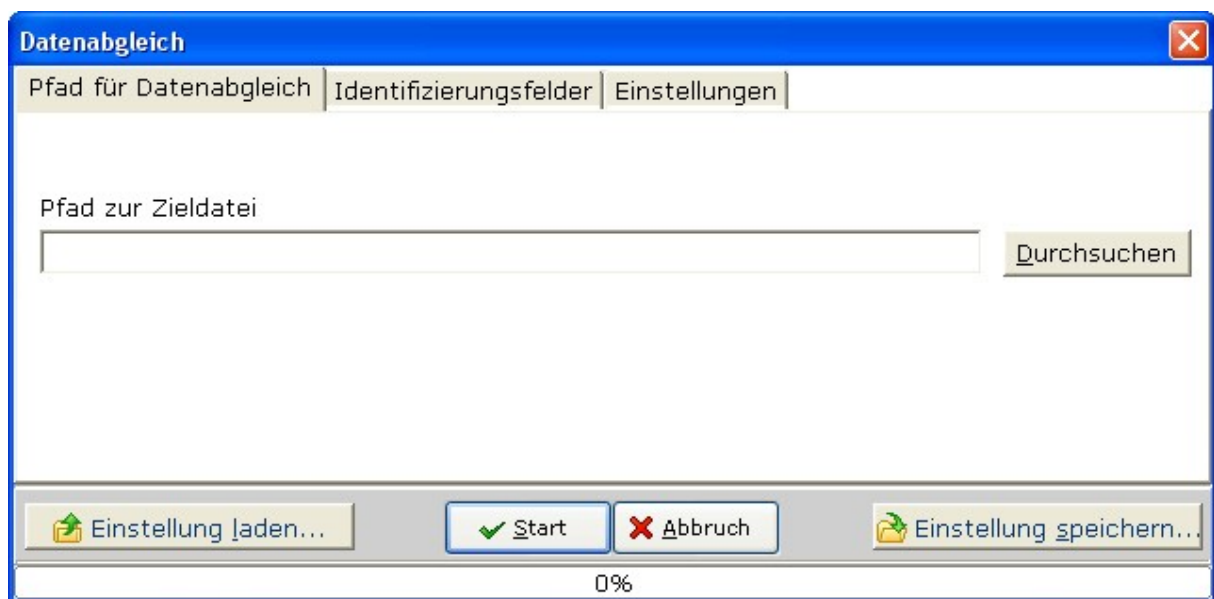 Datenabgleich
Pfad für Datenabgleich Identifizierungsfelder Einstellungen
Pfad zur Zieldatei
Durchsuchen
Einstellung laden... Start Abbruch Einstellung speichern...
0%